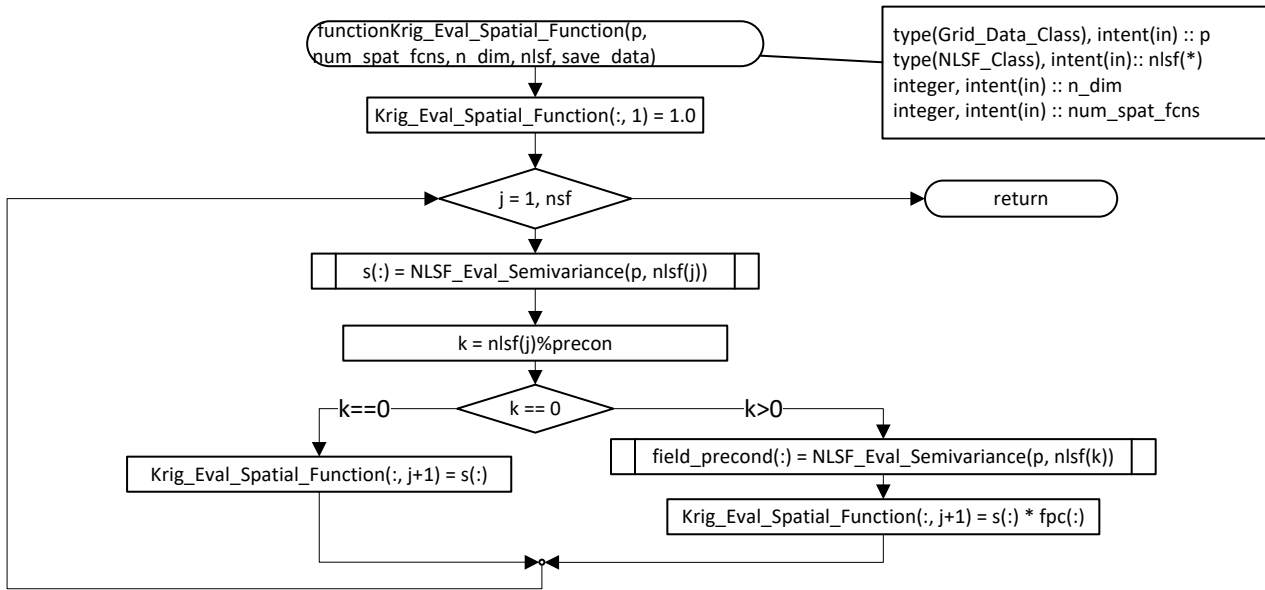 functionKrig_Eval_Spatial_Function(p,
num_spat_fcns, n_dim, nlsf, save_data)
type(Grid_Data_Class), intent(in) :: p
type(NLSF_Class), intent(in):: nlsf(*)
integer, intent(in) :: n_dim
integer, intent(in) :: num_spat_fcns
Krig_Eval_Spatial_Function(:, 1) = 1.0
j = 1, nsf
return
s(:) = NLSF_Eval_Semivariance(p, nlsf(j))
k = nlsf(j)%precon
k==0
k == 0
k>0
field_precond(:) = NLSF_Eval_Semivariance(p, nlsf(k))
Krig_Eval_Spatial_Function(:, j+1) = s(:)
Krig_Eval_Spatial_Function(:, j+1) = s(:) * fpc(:)